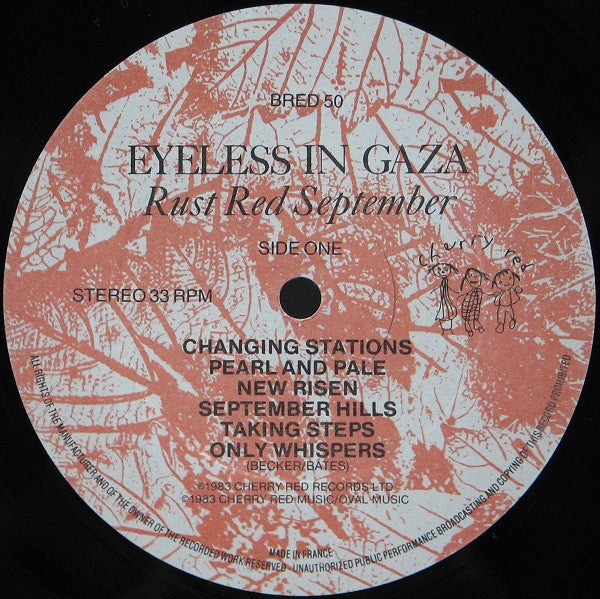 BRED 50
EYELESS IN GAZA
Rust Red September
SIDE ONE
cherry red
STEREO 33 RPM
CHANGING STATIONS
PEARL AND PALE
NEW RISEN
SEPTEMBER HILLS
TAKING STEPS
ONLY WHISPERS
(BECKER/BATES)
℗1983 CHERRY RED RECORDS LTD
©1983 CHERRY RED MUSIC/OVAL MUSIC
MADE IN FRANCE
ALL RIGHTS OF THE MANUFACTURER AND OF THE OWNER OF THE RECORDED WORK RESERVED - UNAUTHORIZED PUBLIC PERFORMANCE BROADCASTING AND COPYING OF THIS RECORD PROHIBITED